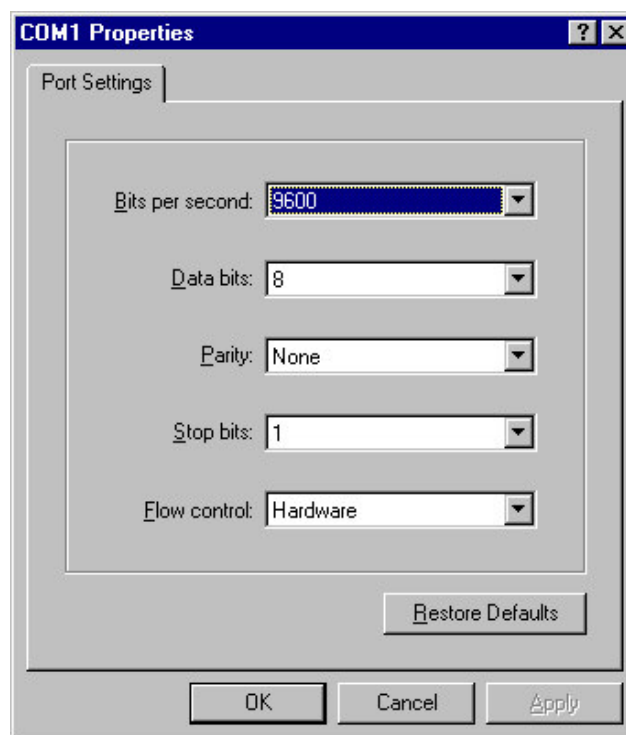 COM1 Properties
Port Settings
Bits per second: 9600
Data bits: 8
Parity: None
Stop bits: 1
Flow control: Hardware
Restore Defaults
OK Cancel Apply